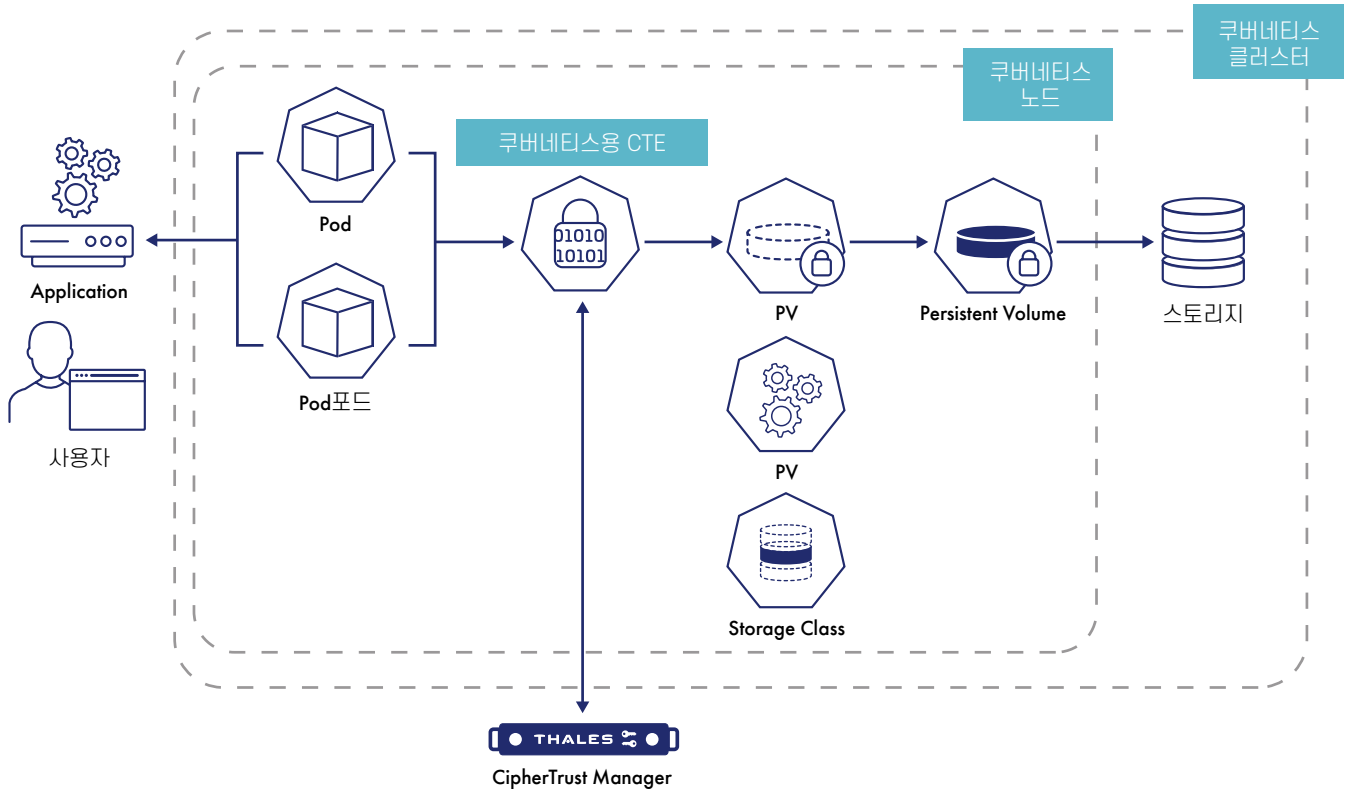 쿠버네티스
클러스터
쿠버네티스
노드
쿠버네티스용 CTE
01010
10101
Pod
Application
PV
Persistent Volume
스토리지
Pod포드
사용자
PV
Storage Class
THALES
CipherTrust Manager